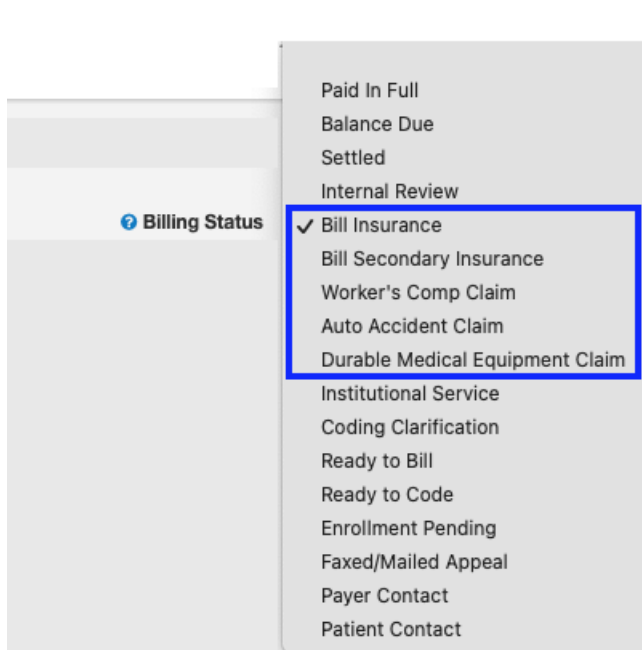 Paid In Full
Balance Due
Settled
Internal Review
? Billing Status
✓ Bill Insurance
Bill Secondary Insurance
Worker's Comp Claim
Auto Accident Claim
Durable Medical Equipment Claim
Institutional Service
Coding Clarification
Ready to Bill
Ready to Code
Enrollment Pending
Faxed/Mailed Appeal
Payer Contact
Patient Contact